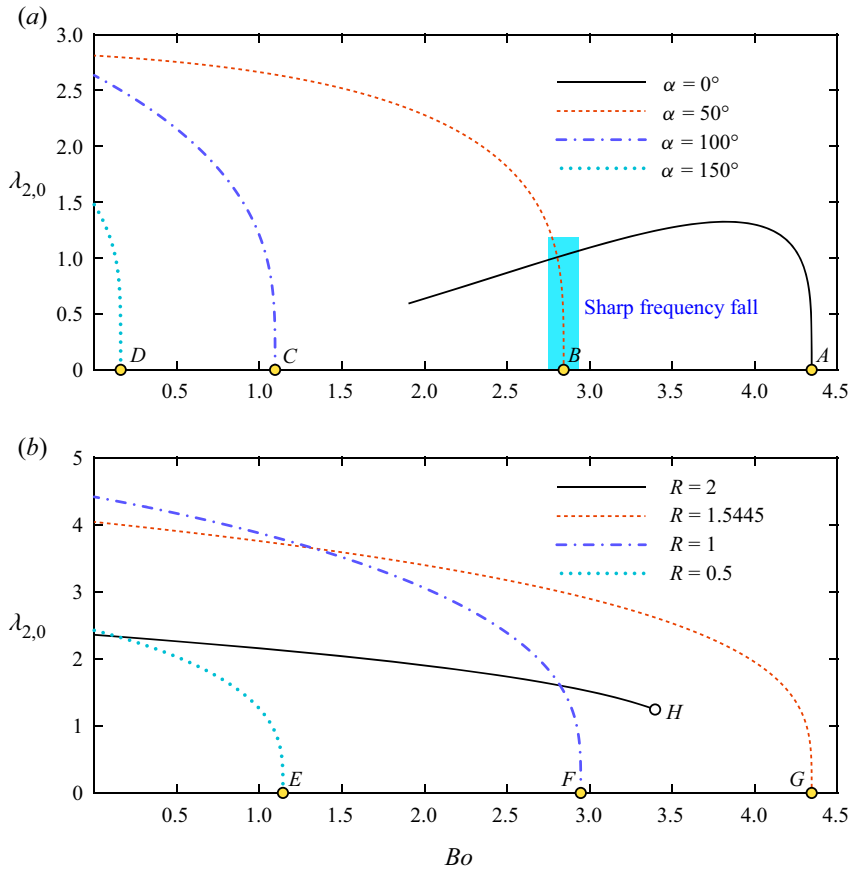 (a)
3.0
2.5
2.0
1.5
1.0
0.5
0
λ2,0
α = 0°
α = 50°
α = 100°
α = 150°
Sharp frequency fall
D
C
B
A
0.5
1.0
1.5
2.0
2.5
3.0
3.5
4.0
4.5
(b)
5
4
3
2
1
0
λ2,0
R = 2
R = 1.5445
R = 1
R = 0.5
H
E
F
G
0.5
1.0
1.5
2.0
2.5
3.0
3.5
4.0
4.5
Bo